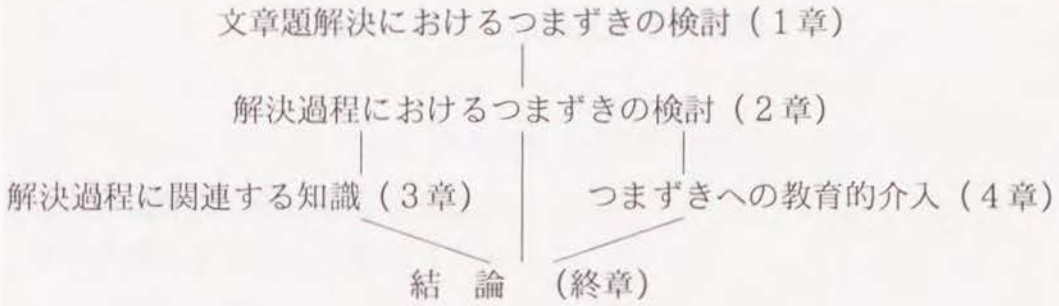 文章題解決におけるつまずきの検討(1章)
解決過程におけるつまずきの検討(2章)
解決過程に関連する知識(3章) つまずきへの教育的介入(4章)
結 論 (終章)